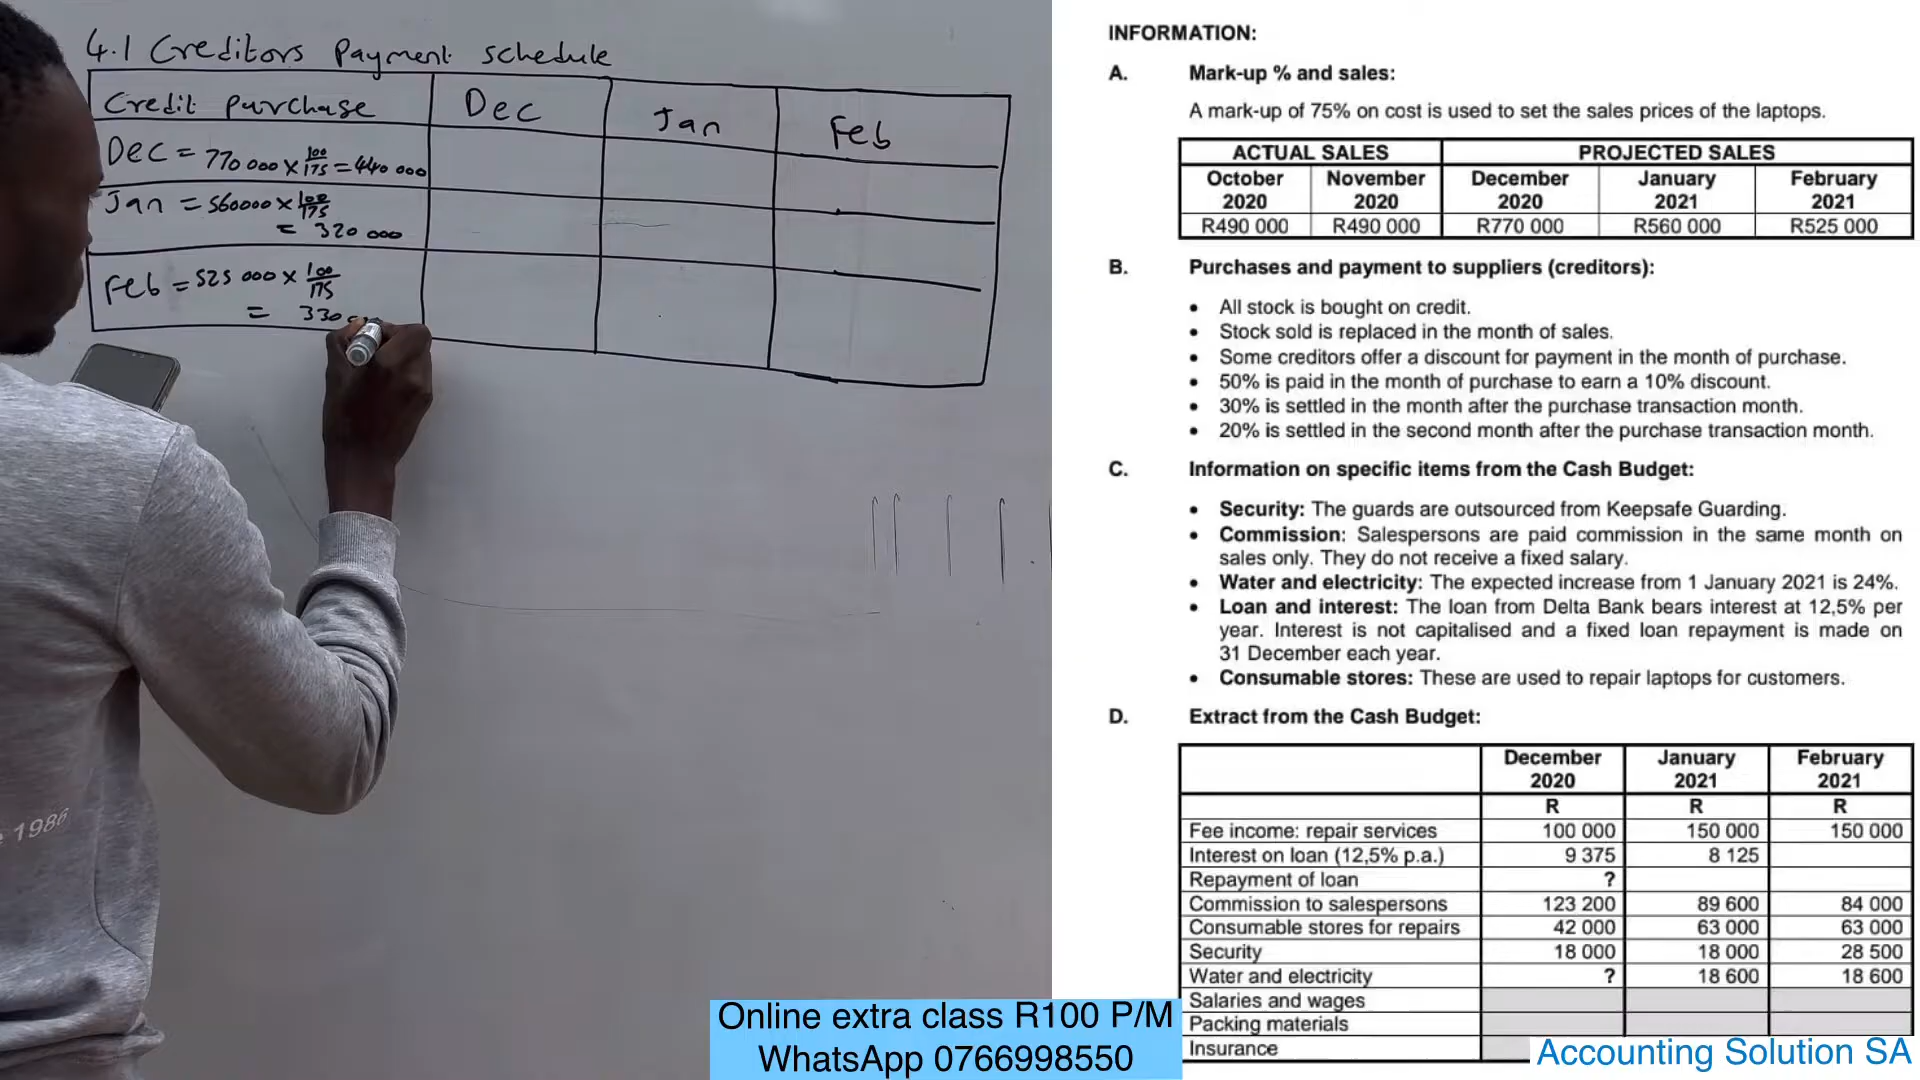 4.1 Creditors Payment schedule
Credit Purchase Dec Jan Feb
Dec = 770 000 × 100/175 = 440 000
Jan = 560000 × 100/175
= 320 000
Feb = 525 000 × 100/175
= 330
1986
INFORMATION:
A. Mark-up % and sales:
A mark-up of 75% on cost is used to set the sales prices of the laptops.
ACTUAL SALES PROJECTED SALES
October 2020 November 2020 December 2020 January 2021 February 2021
R490 000 R490 000 R770 000 R560 000 R525 000
B. Purchases and payment to suppliers (creditors):
• All stock is bought on credit.
• Stock sold is replaced in the month of sales.
• Some creditors offer a discount for payment in the month of purchase.
• 50% is paid in the month of purchase to earn a 10% discount.
• 30% is settled in the month after the purchase transaction month.
• 20% is settled in the second month after the purchase transaction month.
C. Information on specific items from the Cash Budget:
• Security: The guards are outsourced from Keepsafe Guarding.
• Commission: Salespersons are paid commission in the same month on
sales only. They do not receive a fixed salary.
• Water and electricity: The expected increase from 1 January 2021 is 24%.
• Loan and interest: The loan from Delta Bank bears interest at 12,5% per
year. Interest is not capitalised and a fixed loan repayment is made on
31 December each year.
• Consumable stores: These are used to repair laptops for customers.
D. Extract from the Cash Budget:
December 2020 January 2021 February 2021
R R R
Fee income: repair services 100 000 150 000 150 000
Interest on loan (12,5% p.a.) 9 375 8 125
Repayment of loan ?
Commission to salespersons 123 200 89 600 84 000
Consumable stores for repairs 42 000 63 000 63 000
Security 18 000 18 000 28 500
Water and electricity ? 18 600 18 600
Salaries and wages
Packing materials
Insurance
Online extra class R100 P/M
WhatsApp 0766998550
Accounting Solution SA